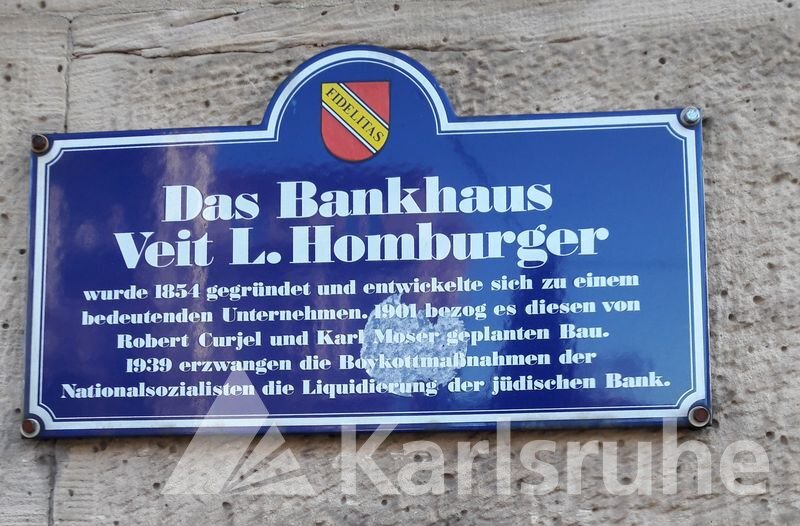 FIDELITAS
Das Bankhaus
Veit L. Homburger
wurde 1854 gegründet und entwickelte sich zu einem
bedeutenden Unternehmen. 1901 bezog es diesen von
Robert Curjel und Karl Moser geplanten Bau.
1939 erzwangen die Boykottmaßnahmen der
Nationalsozialisten die Liquidierung der jüdischen Bank.
Karlsruhe